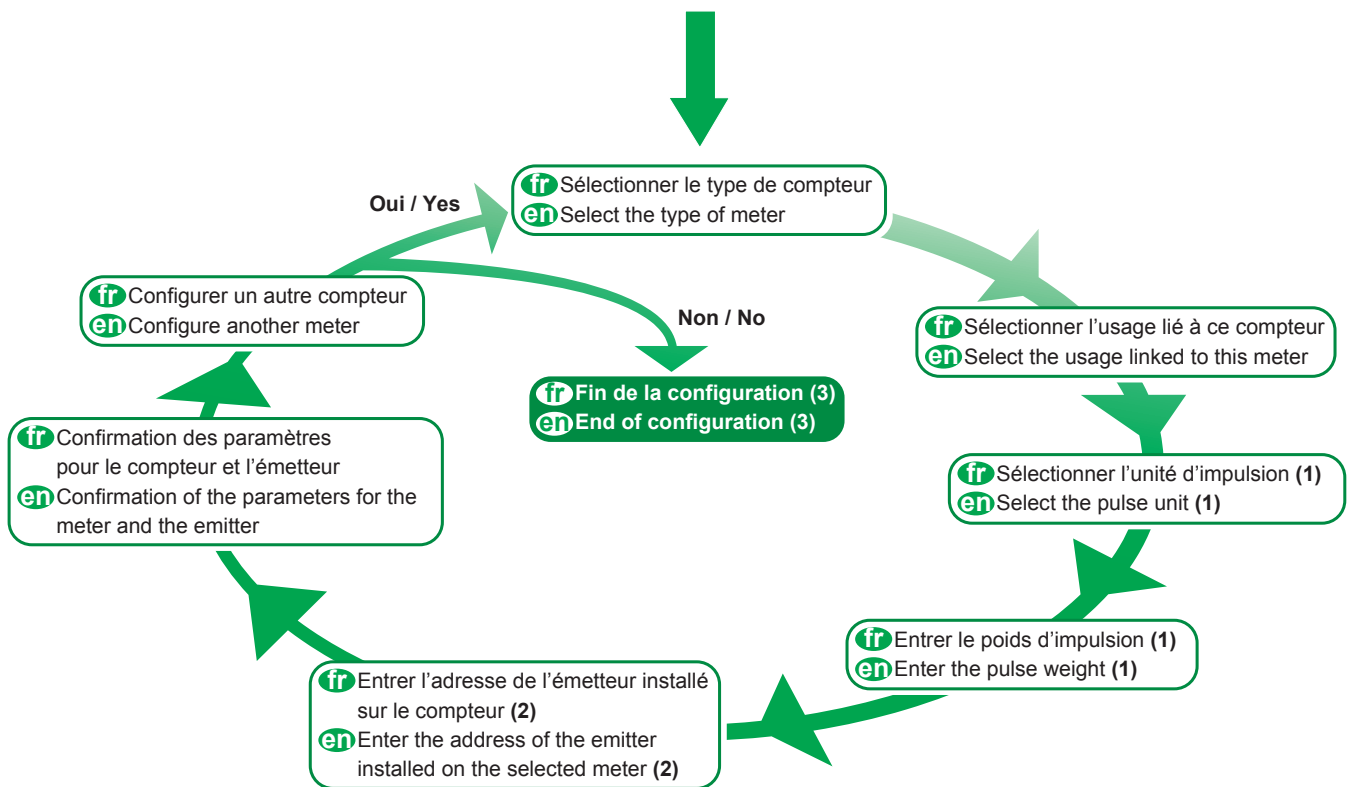 fr Sélectionner le type de compteur
en Select the type of meter
Oui / Yes
fr Configurer un autre compteur
en Configure another meter
Non / No
fr Sélectionner l’usage lié à ce compteur
en Select the usage linked to this meter
fr Fin de la configuration (3)
en End of configuration (3)
fr Confirmation des paramètres
pour le compteur et l’émetteur
en Confirmation of the parameters for the
meter and the emitter
fr Sélectionner l’unité d’impulsion (1)
en Select the pulse unit (1)
fr Entrer le poids d’impulsion (1)
en Enter the pulse weight (1)
fr Entrer l’adresse de l’émetteur installé
sur le compteur (2)
en Enter the address of the emitter
installed on the selected meter (2)